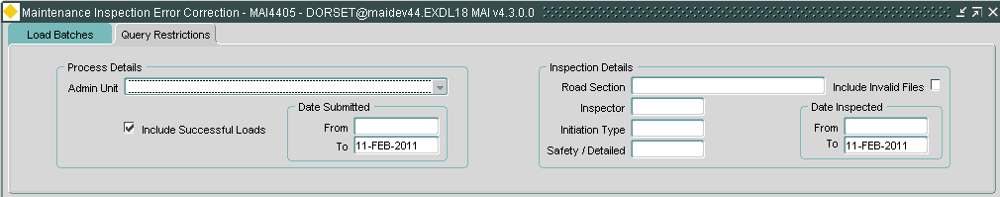 Maintenance Inspection Error Correction - MAI4405 - DORSET@maidev44.EXDL18 MAI v4.3.0.0
Load Batches
Query Restrictions
Process Details
Admin Unit
Include Successful Loads
Date Submitted
From
To 11-FEB-2011
Inspection Details
Road Section
Include Invalid Files
Inspector
Initiation Type
Safety / Detailed
Date Inspected
From
To 11-FEB-2011